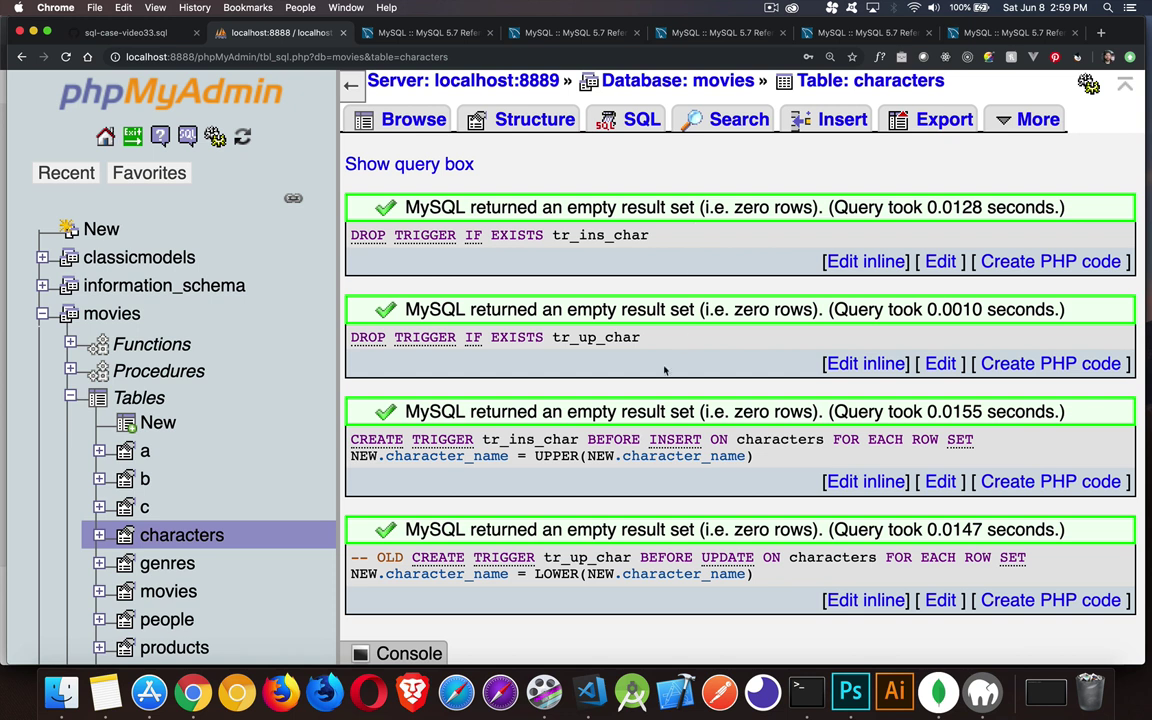 Chrome File Edit View History Bookmarks People Window Help 100% Sat Jun 8 2:59 PM
sql-case-video33.sql localhost:8888 / localhos MySQL :: MySQL 5.7 Referenc MySQL :: MySQL 5.7 Refe MySQL :: MySQL 5.7 Refe MySQL :: MySQL 5.7 Refe MySQL :: MySQL 5.7 Refe
localhost:8888/phpMyAdmin/tbl_sql.php?db=movies&table=characters
phpMyAdmin
Recent Favorites
New
classicmodels
information_schema
movies
Functions
Procedures
Tables
New
a
b
c
characters
genres
movies
people
products
Server: localhost:8889 » Database: movies » Table: characters
Browse Structure SQL Search Insert Export More
Show query box
MySQL returned an empty result set (i.e. zero rows). (Query took 0.0128 seconds.)
DROP TRIGGER IF EXISTS tr_ins_char
[Edit inline] [ Edit ] [ Create PHP code ]
MySQL returned an empty result set (i.e. zero rows). (Query took 0.0010 seconds.)
DROP TRIGGER IF EXISTS tr_up_char
[Edit inline] [ Edit ] [ Create PHP code ]
MySQL returned an empty result set (i.e. zero rows). (Query took 0.0155 seconds.)
CREATE TRIGGER tr_ins_char BEFORE INSERT ON characters FOR EACH ROW SET
NEW.character_name = UPPER(NEW.character_name)
[Edit inline] [ Edit ] [ Create PHP code ]
MySQL returned an empty result set (i.e. zero rows). (Query took 0.0147 seconds.)
-- OLD CREATE TRIGGER tr_up_char BEFORE UPDATE ON characters FOR EACH ROW SET
NEW.character_name = LOWER(NEW.character_name)
[Edit inline] [ Edit ] [ Create PHP code ]
Console
Ps Ai